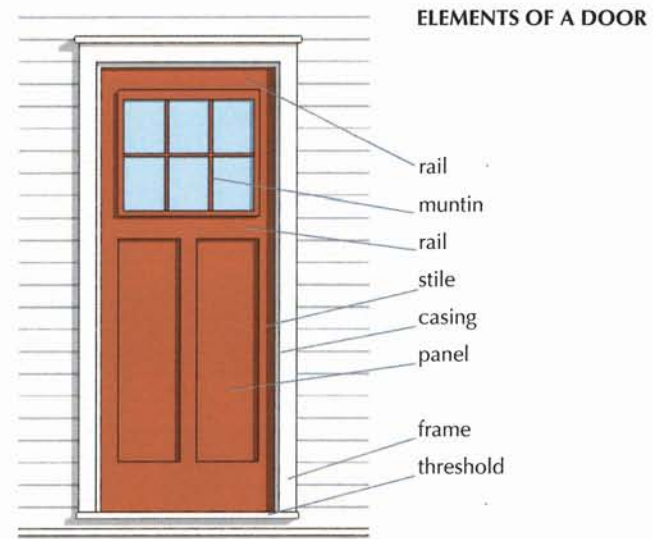 ELEMENTS OF A DOOR
rail
muntin
rail
stile
casing
panel
frame
threshold